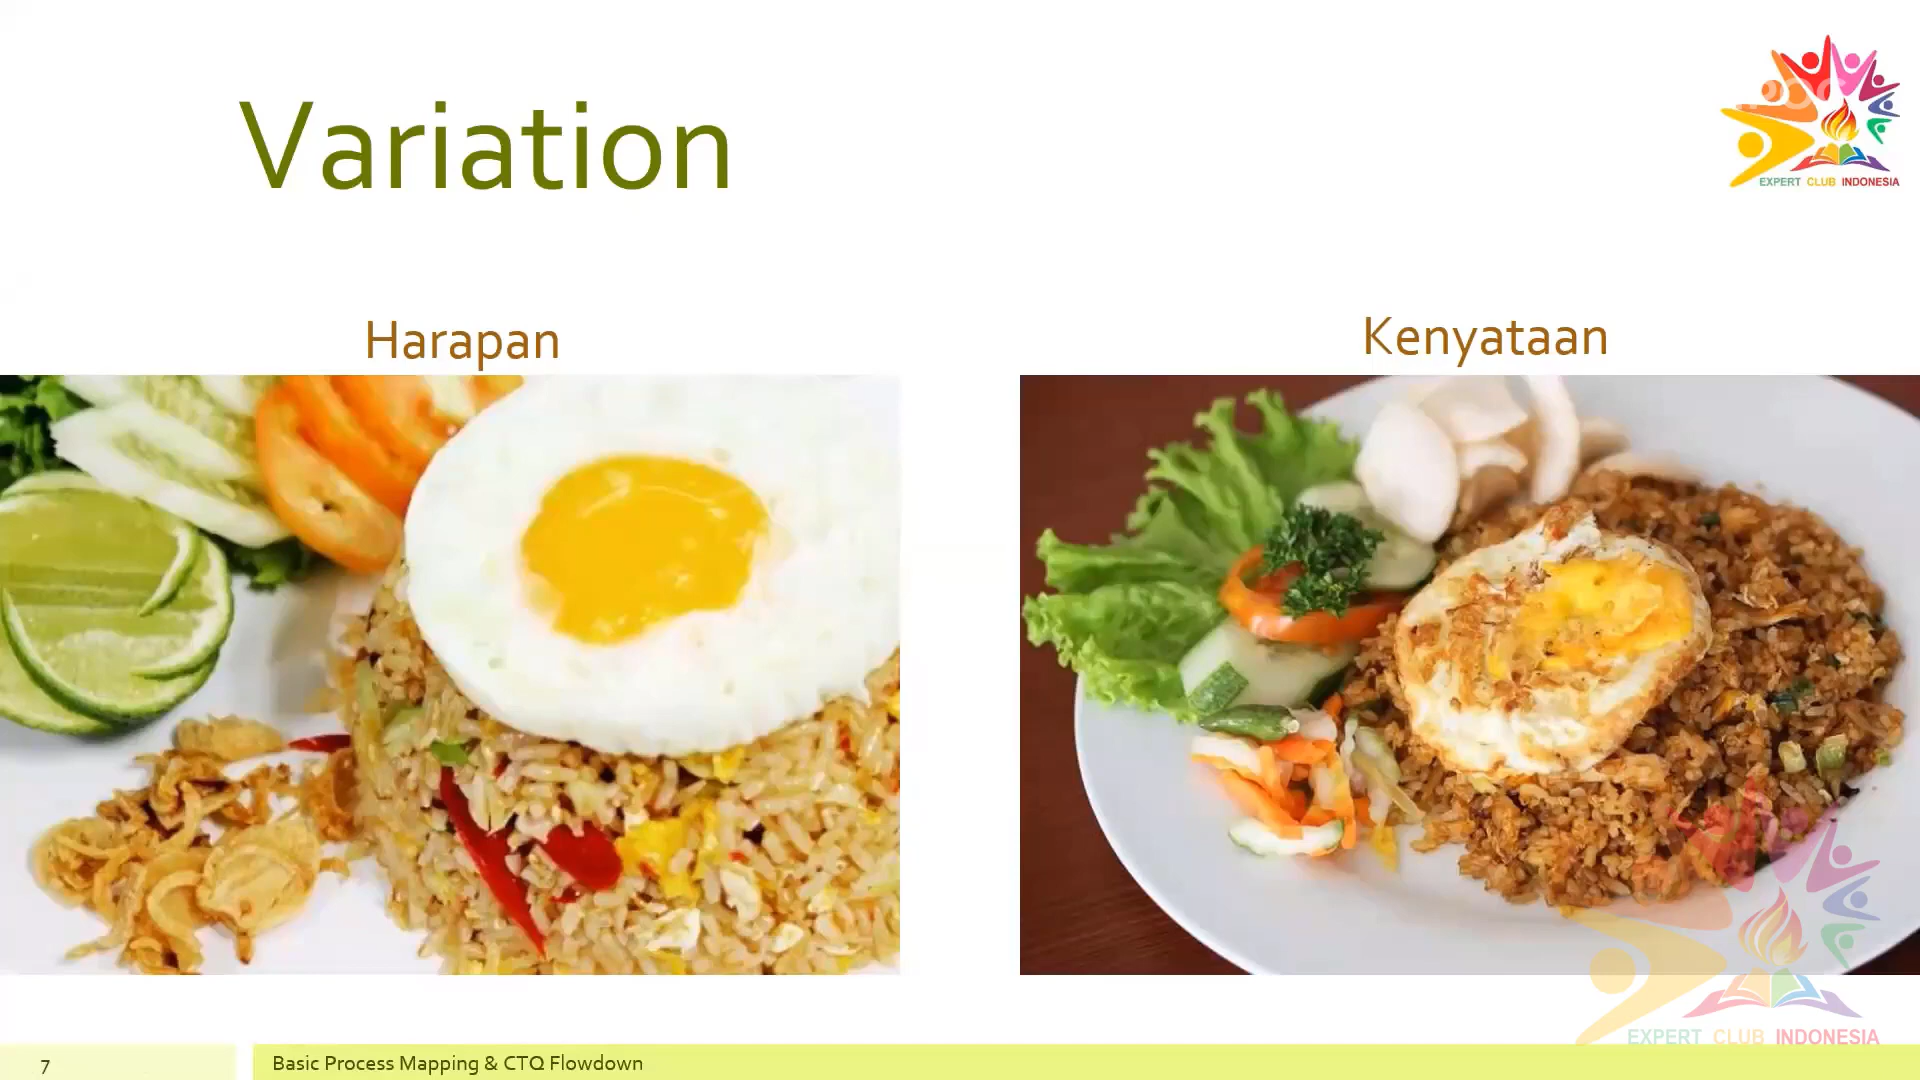 Variation
EXPERT CLUB INDONESIA
Harapan
Kenyataan
EXPERT CLUB INDONESIA
7
Basic Process Mapping & CTQ Flowdown